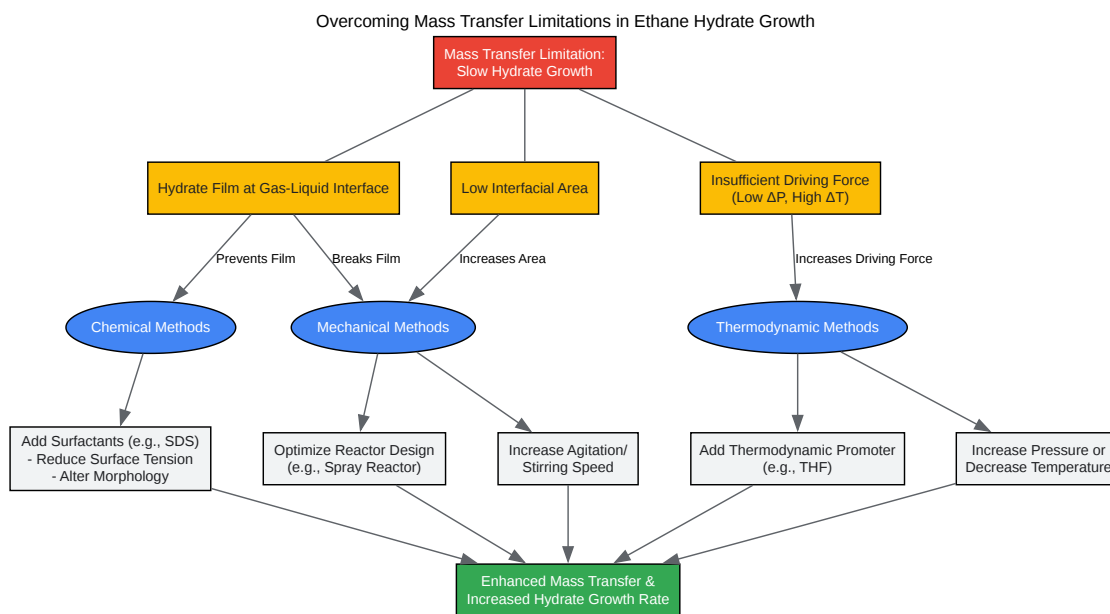 Overcoming Mass Transfer Limitations in Ethane Hydrate Growth
Mass Transfer Limitation:
Slow Hydrate Growth
Hydrate Film at Gas-Liquid Interface
Low Interfacial Area
Insufficient Driving Force
(Low ΔP, High ΔT)
Prevents Film
Breaks Film
Increases Area
Increases Driving Force
Chemical Methods
Mechanical Methods
Thermodynamic Methods
Add Surfactants (e.g., SDS)
- Reduce Surface Tension
- Alter Morphology
Optimize Reactor Design
(e.g., Spray Reactor)
Increase Agitation/
Stirring Speed
Add Thermodynamic Promoter
(e.g., THF)
Increase Pressure or
Decrease Temperature
Enhanced Mass Transfer &
Increased Hydrate Growth Rate